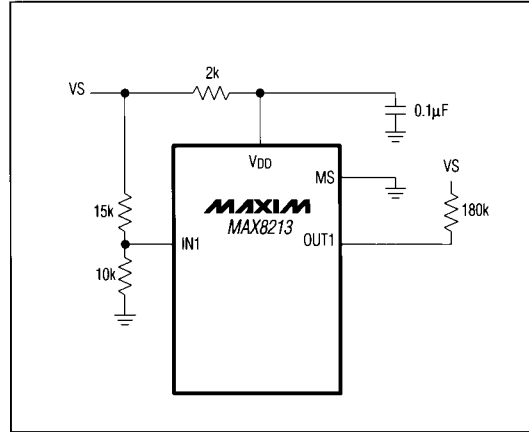 2k
VS
0.1µF
VDD
MS
VS
MAXIM
MAX8213
15k
180k
IN1
OUT1
10k